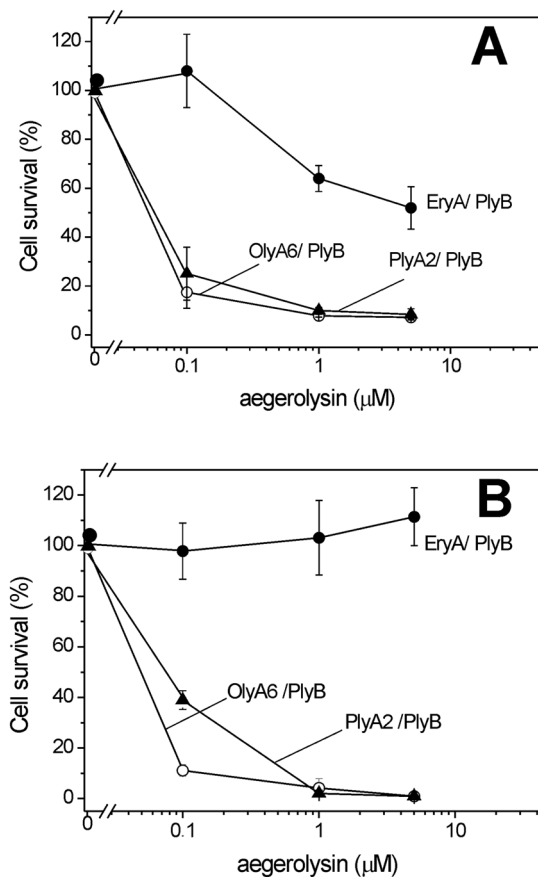 A
120
100
80
60
40
20
0
Cell survival (%)
EryA/ PlyB
OlyA6/ PlyB
PlyA2/ PlyB
0 0.1 1 10
aegerolysin (μM)
B
120
100
80
60
40
20
0
Cell survival (%)
EryA/ PlyB
OlyA6 /PlyB
PlyA2 /PlyB
0 0.1 1 10
aegerolysin (μM)